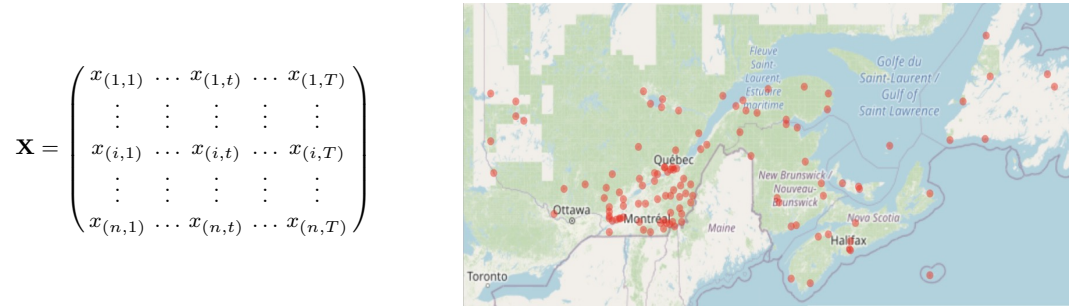 X = ( x(1,1) … x(1,t) … x(1,T)
⋮ ⋮ ⋮ ⋮ ⋮
x(i,1) … x(i,t) … x(i,T)
⋮ ⋮ ⋮ ⋮ ⋮
x(n,1) … x(n,t) … x(n,T) )
Fleuve
Saint-
Laurent,
Estuaire
maritime
Golfe du
Saint-Laurent /
Gulf of
Saint Lawrence
Québec
New Brunswick /
Nouveau-
Brunswick
Ottawa
Montréal
Maine
Nova Scotia
Halifax
Toronto